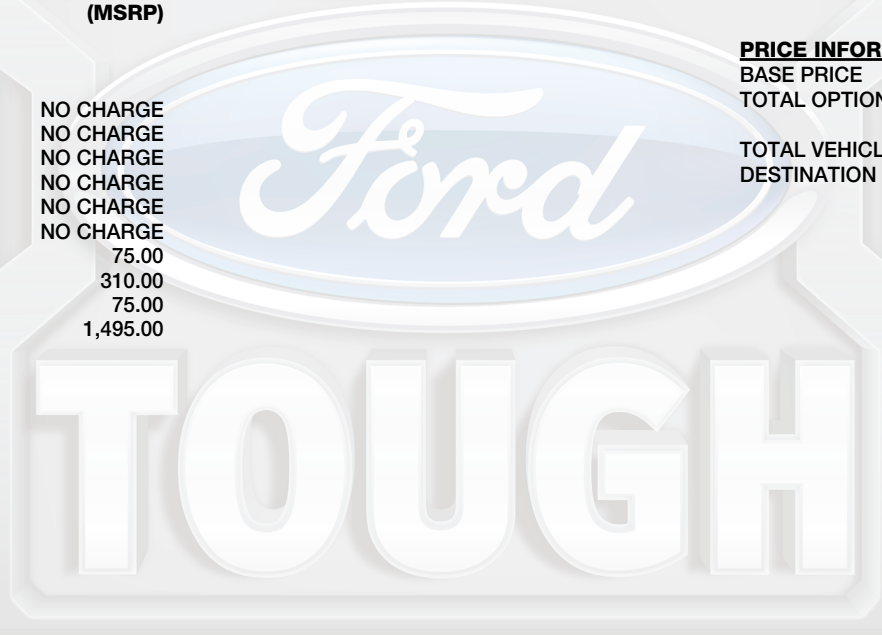 (MSRP)
NO CHARGE
NO CHARGE
NO CHARGE
NO CHARGE
NO CHARGE
NO CHARGE
75.00
310.00
75.00
1,495.00
PRICE INFOR
BASE PRICE
TOTAL OPTION
TOTAL VEHICL
DESTINATION
Ford
TOUGH